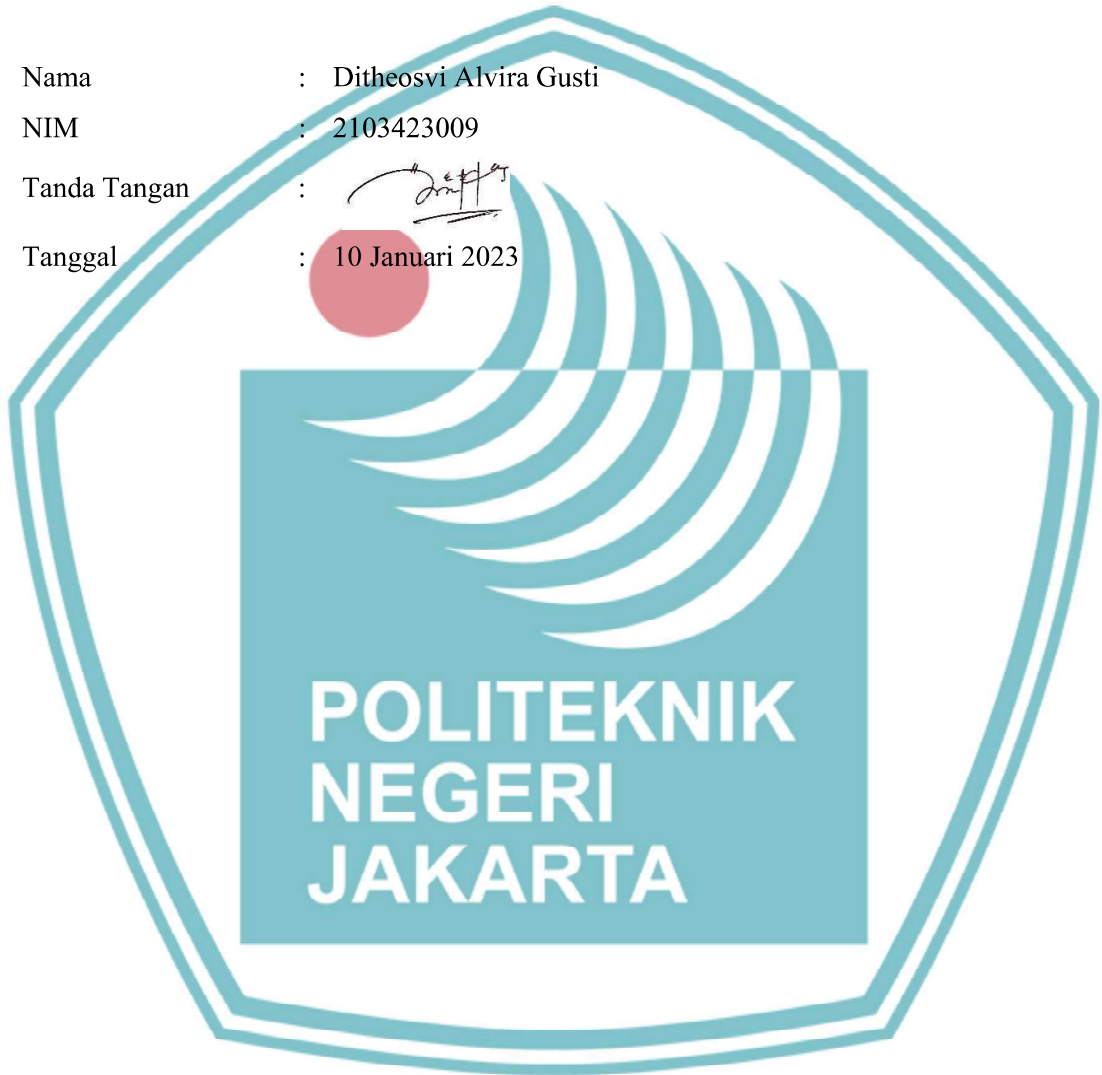 Nama : Ditheosvi Alvira Gusti
NIM : 2103423009
Tanda Tangan :
Tanggal : 10 Januari 2023
POLITEKNIK
NEGERI
JAKARTA